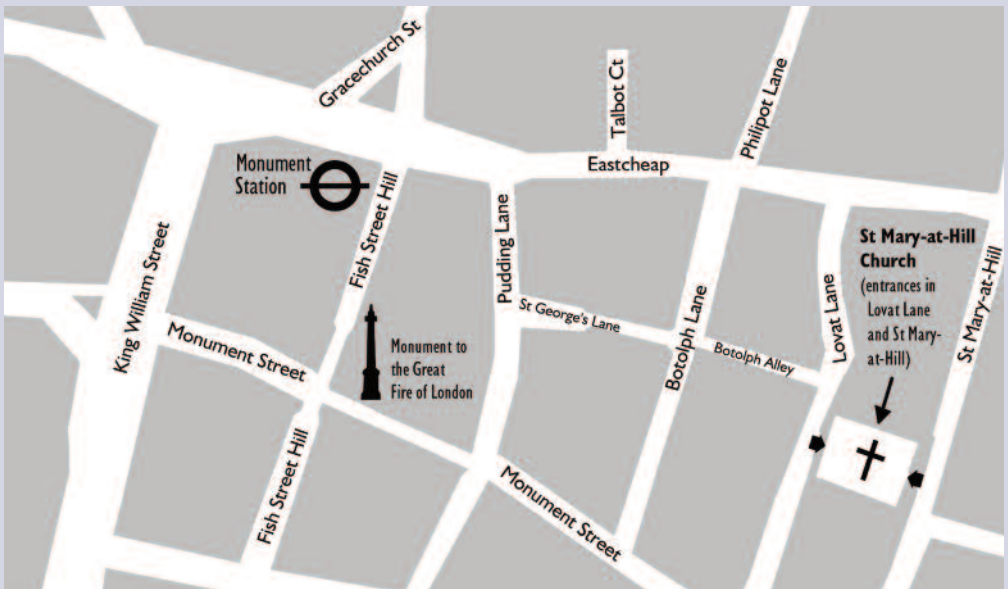 Gracechurch St
Talbot Ct
Philipot Lane
Eastcheap
Monument
Station
Fish Street Hill
King William Street
Pudding Lane
St George's Lane
Botolph Lane
Botolph Alley
Lovat Lane
St Mary-at-Hill
Church
(entrances in
Lovat Lane
and St Mary-
at-Hill)
St Mary-at-Hill
Monument Street
Monument to
the Great
Fire of London
Fish Street Hill
Monument Street